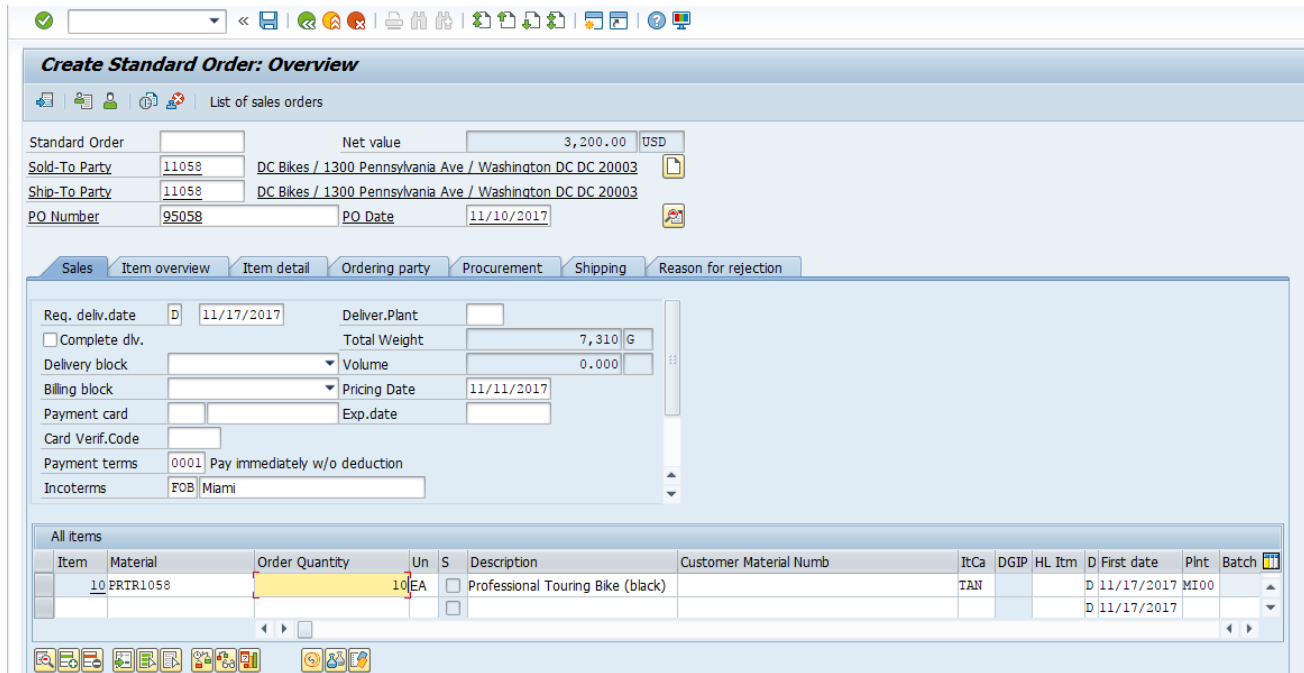 Create Standard Order: Overview
List of sales orders
Standard Order Net value 3,200.00 USD
Sold-To Party 11058 DC Bikes / 1300 Pennsylvania Ave / Washington DC DC 20003
Ship-To Party 11058 DC Bikes / 1300 Pennsylvania Ave / Washington DC DC 20003
PO Number 95058 PO Date 11/10/2017
Sales Item overview Item detail Ordering party Procurement Shipping Reason for rejection
Req. deliv.date D 11/17/2017 Deliver.Plant
Complete dlv. Total Weight 7,310 G
Delivery block Volume 0.000
Billing block Pricing Date 11/11/2017
Payment card Exp.date
Card Verif.Code
Payment terms 0001 Pay immediately w/o deduction
Incoterms FOB Miami
All items
Item Material Order Quantity Un S Description Customer Material Numb ItCa DGIP HL Itm D First date Plnt Batch
10 PRTR1058 10 EA Professional Touring Bike (black) TAN D 11/17/2017 MI00
D 11/17/2017